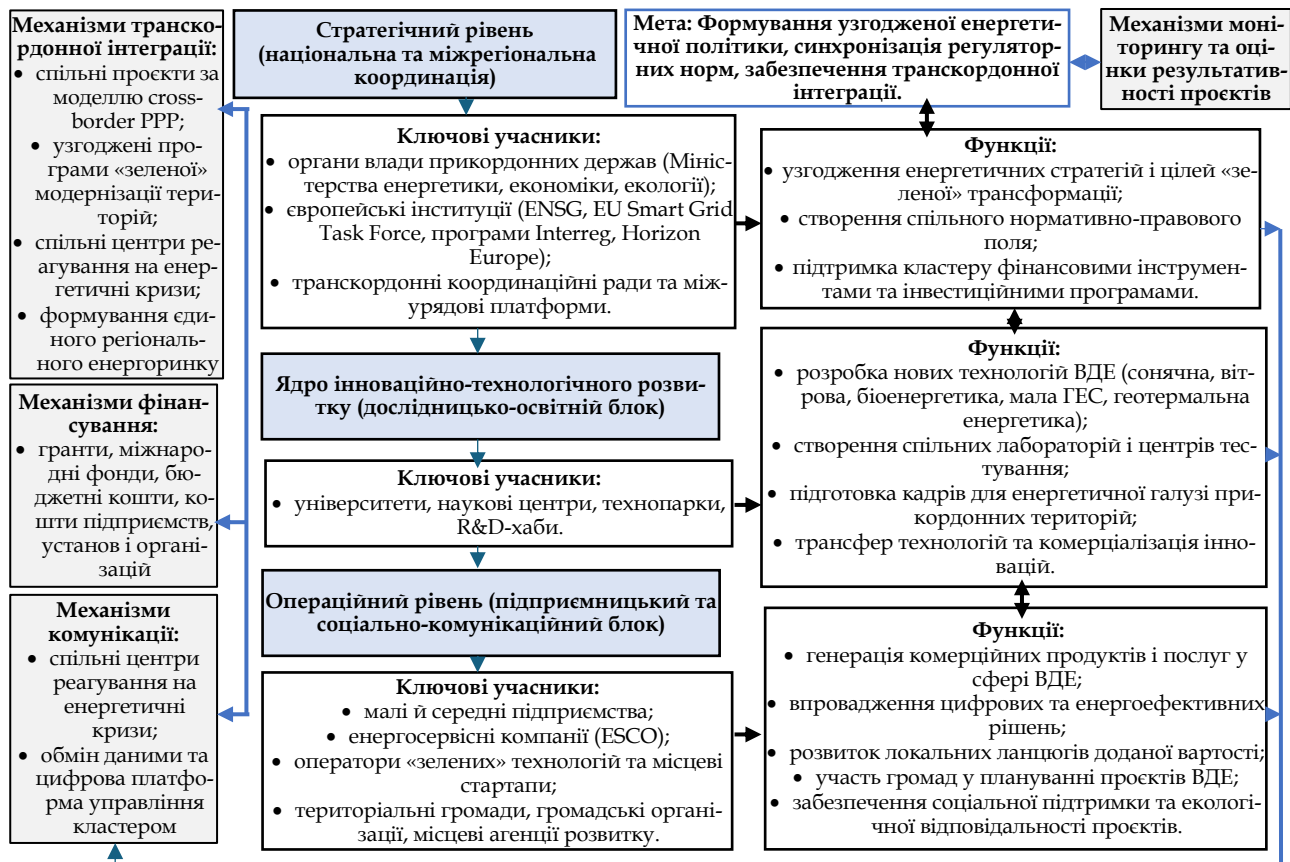 Механізми транско-
рдонної інтеграції:
• спільні проєкти за
моделлю cross-
border PPP;
• узгоджені про-
грами «зеленої»
модернізації тери-
торій;
• спільні центри ре-
агування на енер-
гетичні кризи;
• формування єди-
ного регіональ-
ного енергоринку
Механізми фінан-
сування:
• гранти, міжнаро-
дні фонди, бю-
джетні кошти, ко-
шти підприємств,
установ і органі-
зацій
Механізми
комунікації:
• спільні центри
реагування на
енергетичні
кризи;
• обмін даними та
цифрова платфо-
рма управління
кластером
Стратегічний рівень
(національна та міжрегіональна
координація)
Ключові учасники:
• органи влади прикордонних держав (Мініс-
терства енергетики, економіки, екології);
• європейські інституції (ENSG, EU Smart Grid
Task Force, програми Interreg, Horizon
Europe);
• транскордонні координаційні ради та між-
урядові платформи.
Ядро інноваційно-технологічного розви-
тку (дослідницько-освітній блок)
Ключові учасники:
• університети, наукові центри, технопарки,
R&D-хаби.
Операційний рівень (підприємницький та
соціально-комунікаційний блок)
Ключові учасники:
• малі й середні підприємства;
• енергосервісні компанії (ESCO);
• оператори «зелених» технологій та місцеві
стартапи;
• територіальні громади, громадські органі-
зації, місцеві агенції розвитку.
Мета: Формування узгодженої енергети-
чної політики, синхронізація регулятор-
них норм, забезпечення транскордонної
інтеграції.
Механізми моні-
торингу та оці-
нки результатив-
ності проєктів
Функції:
• узгодження енергетичних стратегій і цілей «зе-
леної» трансформації;
• створення спільного нормативно-правового
поля;
• підтримка кластеру фінансовими інструмен-
тами та інвестиційними програмами.
Функції:
• розробка нових технологій ВДЕ (сонячна, віт-
рова, біоенергетика, мала ГЕС, геотермальна
енергетика);
• створення спільних лабораторій і центрів тес-
тування;
• підготовка кадрів для енергетичної галузі при-
кордонних територій;
• трансфер технологій та комерціалізація інно-
вацій.
Функції:
• генерація комерційних продуктів і послуг у
сфері ВДЕ;
• впровадження цифрових та енергоефективних
рішень;
• розвиток локальних ланцюгів доданої вартості;
• участь громад у плануванні проєктів ВДЕ;
• забезпечення соціальної підтримки та екологі-
чної відповідальності проєктів.